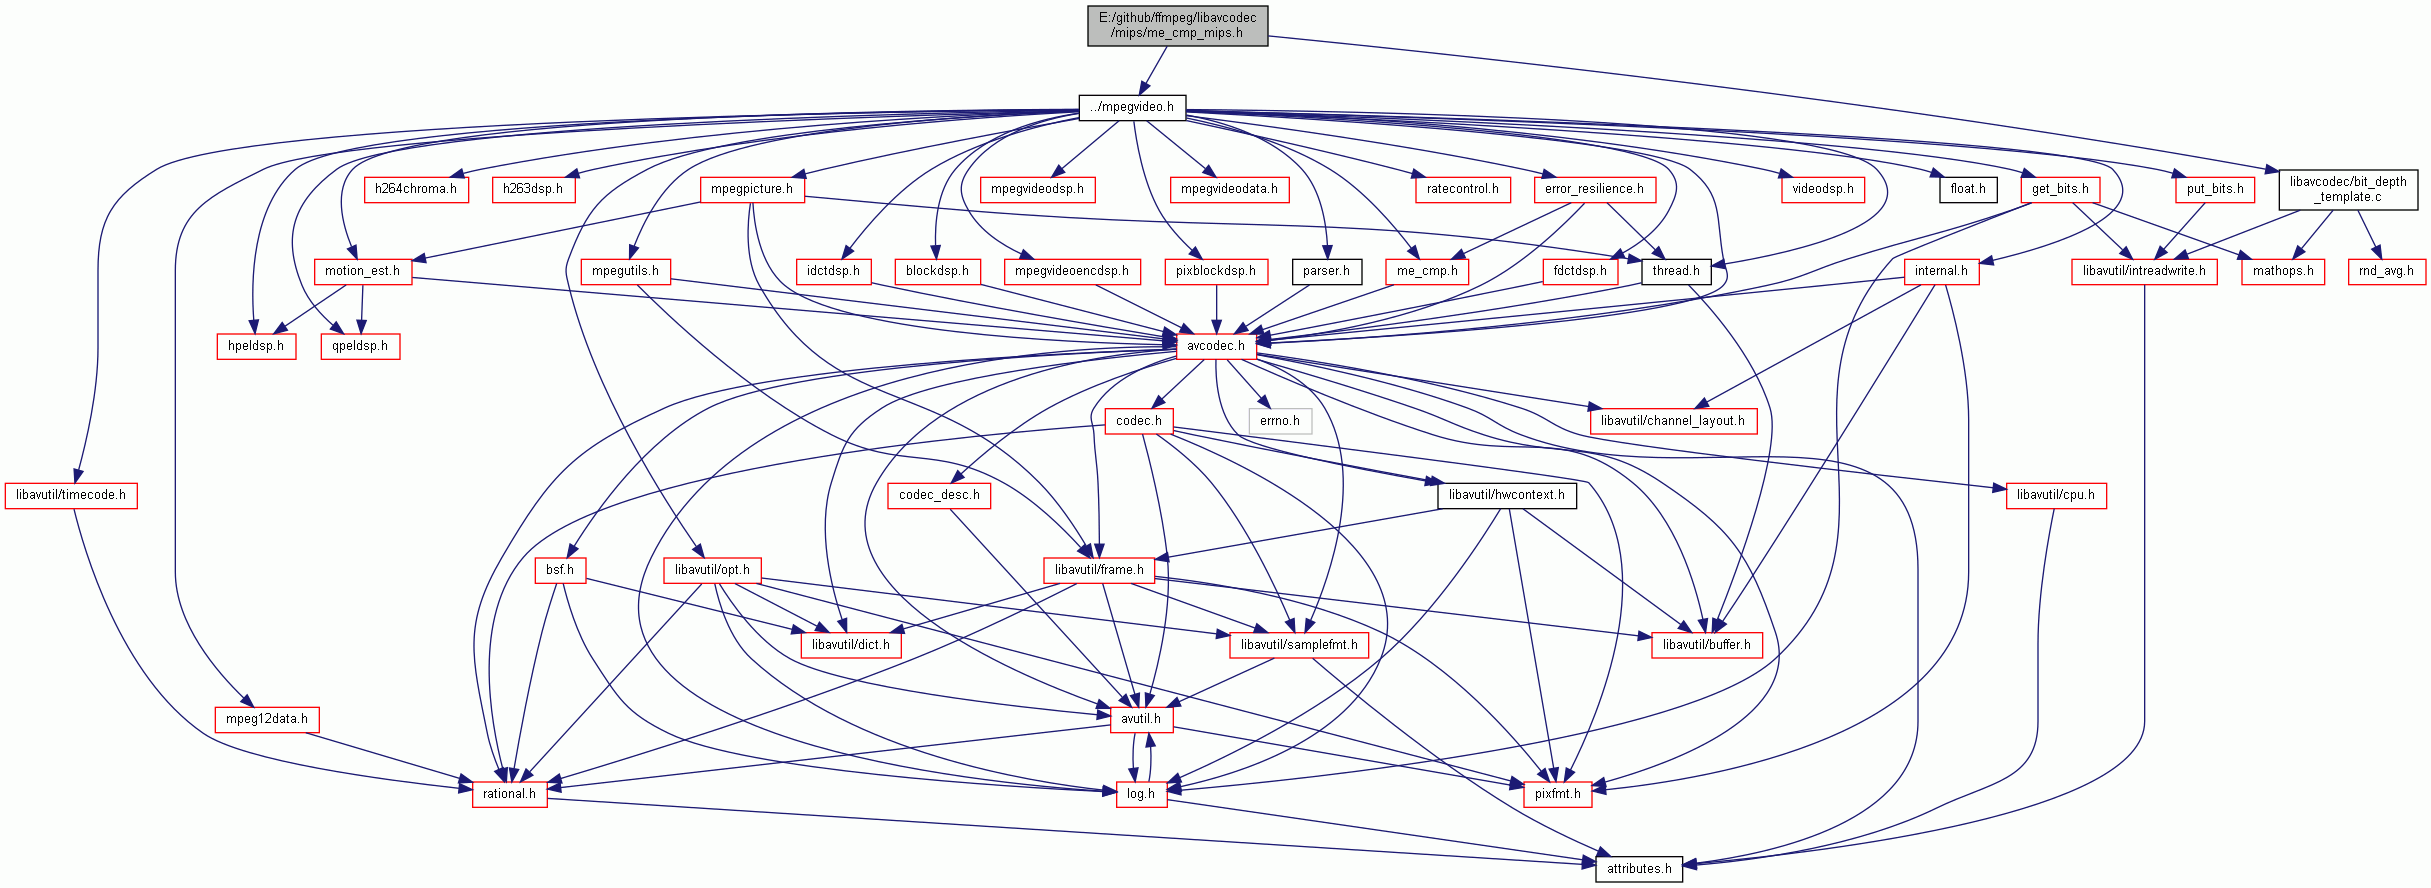 E:/github/ffmpeg/libavcodec
/mips/me_cmp_mips.h
../mpegvideo.h
h264chroma.h
h263dsp.h
mpegpicture.h
mpegvideodsp.h
mpegvideodata.h
ratecontrol.h
error_resilience.h
videodsp.h
float.h
get_bits.h
put_bits.h
libavcodec/bit_depth
_template.c
motion_est.h
mpegutils.h
idctdsp.h
blockdsp.h
mpegvideoencdsp.h
pixblockdsp.h
parser.h
me_cmp.h
fdctdsp.h
thread.h
internal.h
libavutil/intreadwrite.h
mathops.h
rnd_avg.h
hpeldsp.h
qpeldsp.h
avcodec.h
codec.h
errno.h
libavutil/channel_layout.h
libavutil/timecode.h
codec_desc.h
libavutil/hwcontext.h
libavutil/cpu.h
bsf.h
libavutil/opt.h
libavutil/frame.h
libavutil/dict.h
libavutil/samplefmt.h
libavutil/buffer.h
mpeg12data.h
avutil.h
rational.h
log.h
pixfmt.h
attributes.h